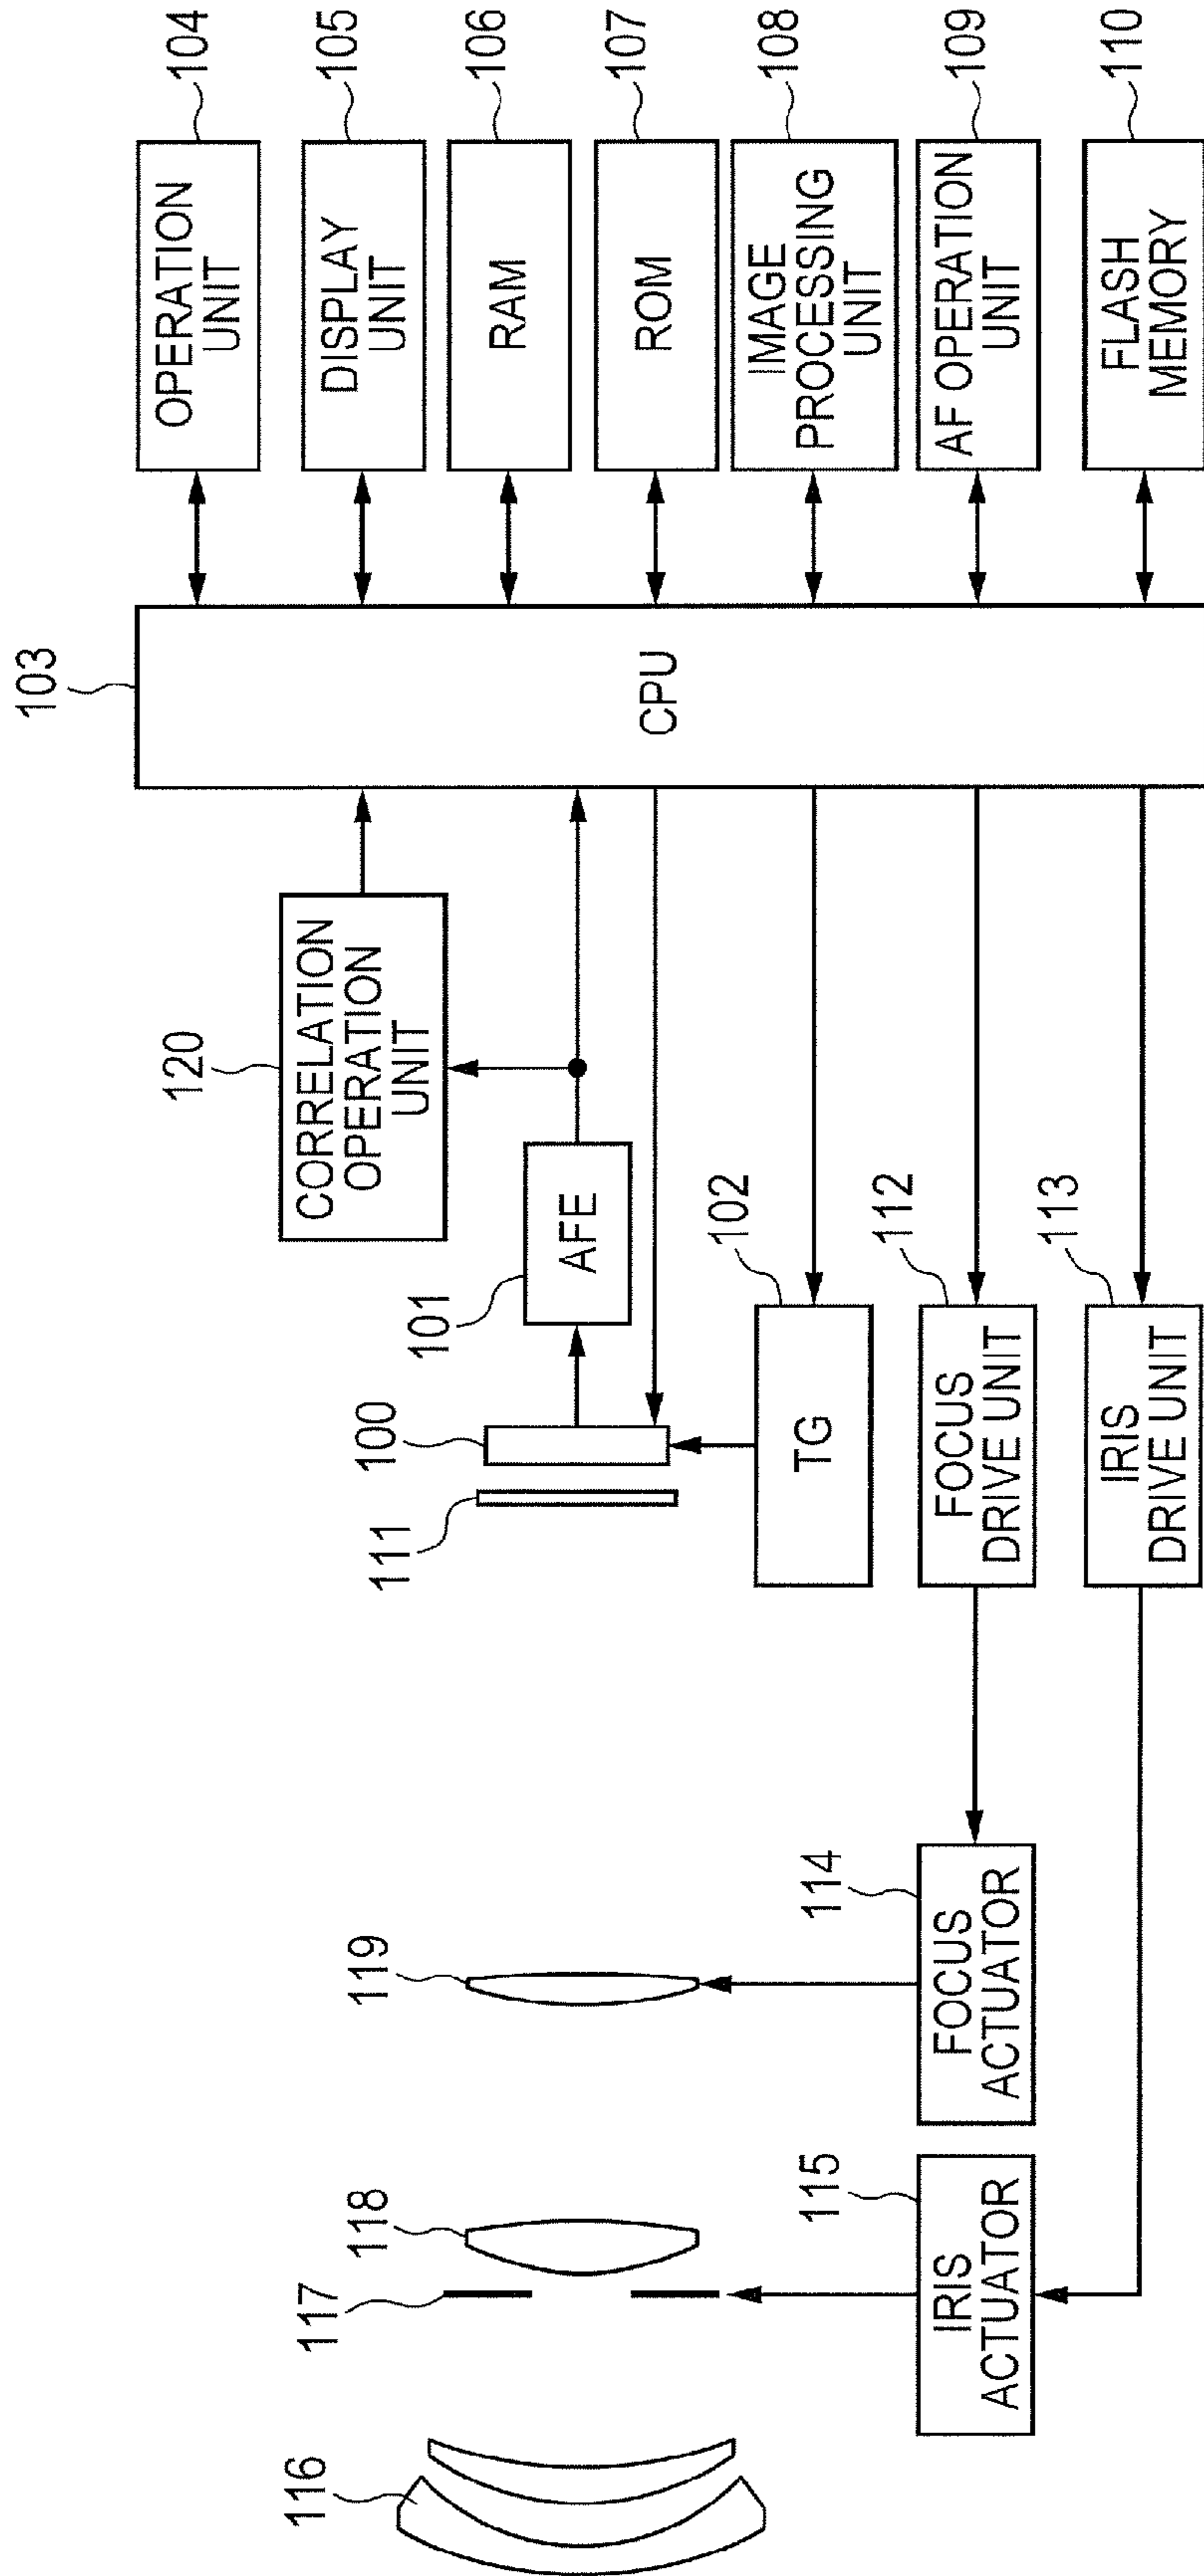 103
104
OPERATION
UNIT
105
DISPLAY
UNIT
106
RAM
107
ROM
108
IMAGE
PROCESSING
UNIT
109
AF OPERATION
UNIT
110
FLASH
MEMORY
CPU
120
CORRELATION
OPERATION
UNIT
101
AFE
100
111
102
TG
112
FOCUS
DRIVE UNIT
113
IRIS
DRIVE UNIT
119
114
FOCUS
ACTUATOR
118
117
115
IRIS
ACTUATOR
116